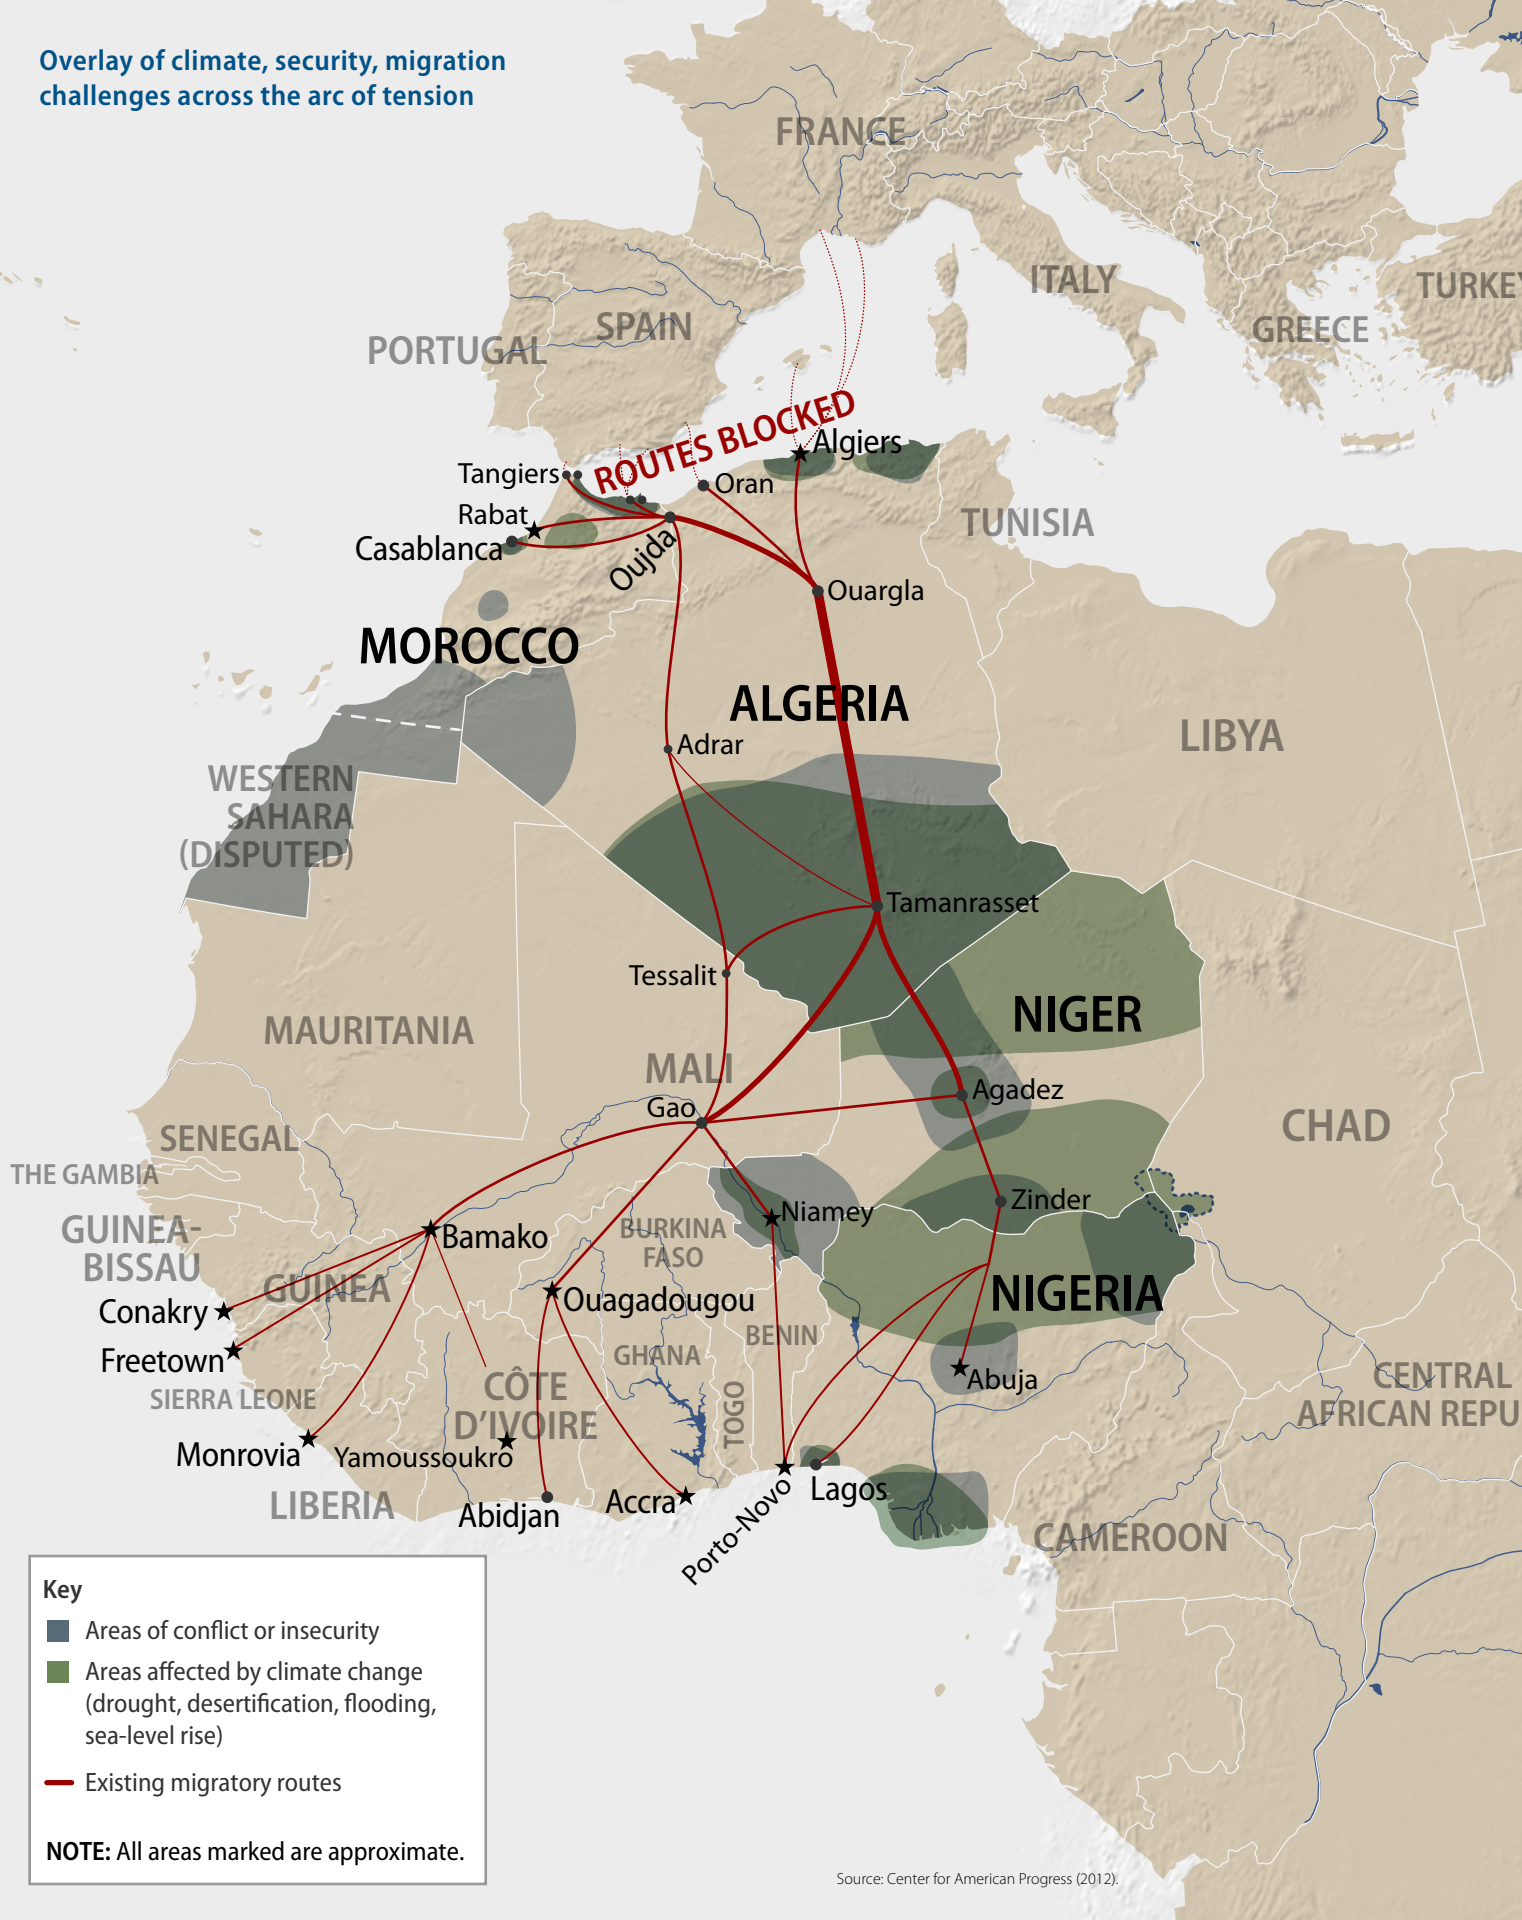 Overlay of climate, security, migration
challenges across the arc of tension
FRANCE
ITALY
TURKEY
SPAIN
GREECE
PORTUGAL
ROUTES BLOCKED
Algiers
Tangiers
Oran
Rabat
TUNISIA
Casablanca
Oujda
Ouargla
MOROCCO
ALGERIA
LIBYA
Adrar
WESTERN
SAHARA
(DISPUTED)
Tamanrasset
Tessalit
NIGER
MAURITANIA
MALI
Agadez
Gao
CHAD
SENEGAL
THE GAMBIA
Zinder
Niamey
GUINEA-
BISSAU
BURKINA
FASO
Bamako
GUINEA
NIGERIA
Ouagadougou
Conakry
BENIN
GHANA
Freetown
Abuja
CÔTE
D'IVOIRE
CENTRAL
AFRICAN REPU
SIERRA LEONE
TOGO
Monrovia
Yamoussoukro
Lagos
LIBERIA
Abidjan
Accra
Porto-Novo
CAMEROON
Key
Areas of conflict or insecurity
Areas affected by climate change
(drought, desertification, flooding,
sea-level rise)
Existing migratory routes
NOTE: All areas marked are approximate.
Source: Center for American Progress (2012).